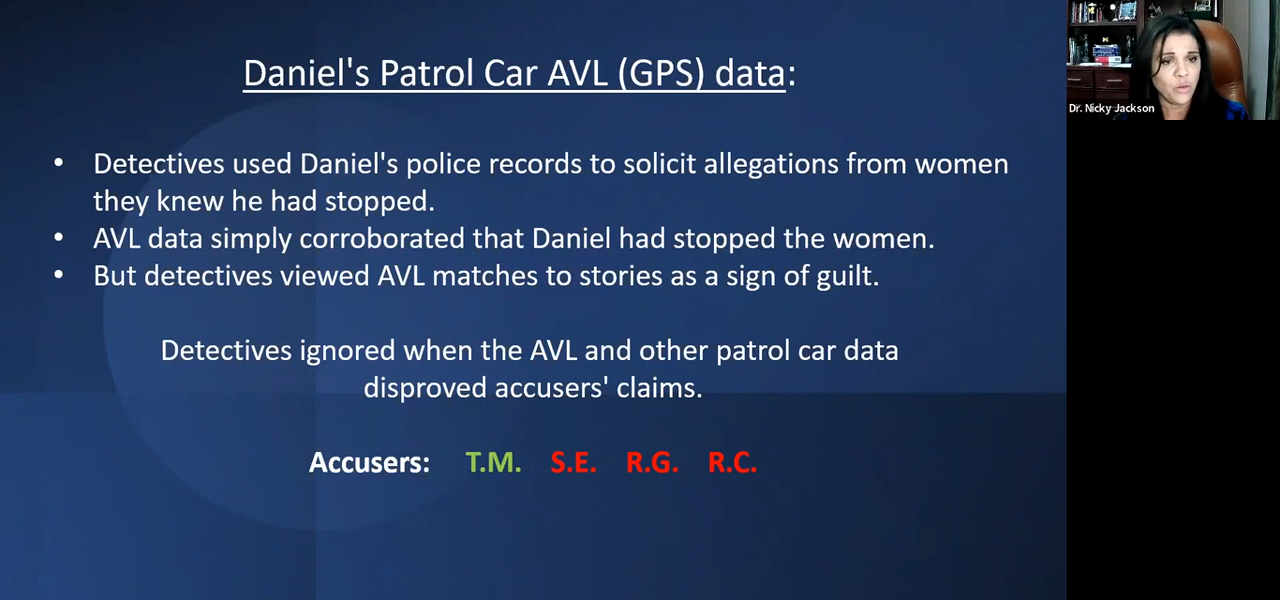 Daniel's Patrol Car AVL (GPS) data:
• Detectives used Daniel's police records to solicit allegations from women
they knew he had stopped.
• AVL data simply corroborated that Daniel had stopped the women.
• But detectives viewed AVL matches to stories as a sign of guilt.
Detectives ignored when the AVL and other patrol car data
disproved accusers' claims.
Accusers: T.M. S.E. R.G. R.C.
Dr. Nicky Jackson